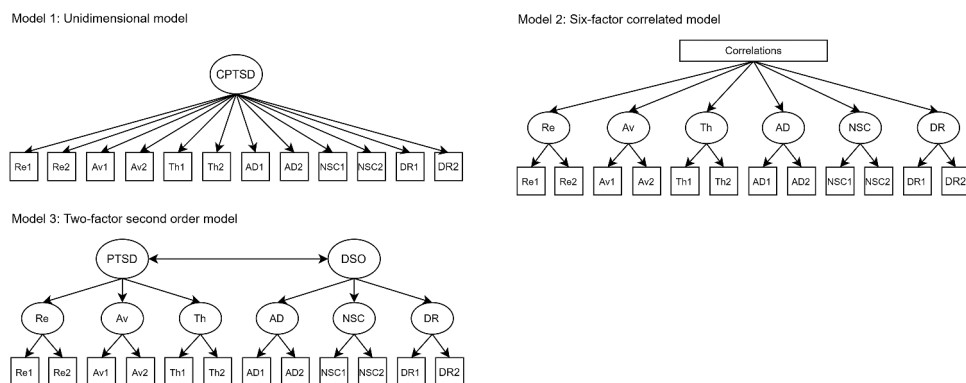 Model 1: Unidimensional model
CPTSD
Re1 Re2 Av1 Av2 Th1 Th2 AD1 AD2 NSC1 NSC2 DR1 DR2
Model 2: Six-factor correlated model
Correlations
Re Av Th AD NSC DR
Re1 Re2 Av1 Av2 Th1 Th2 AD1 AD2 NSC1 NSC2 DR1 DR2
Model 3: Two-factor second order model
PTSD DSO
Re Av Th AD NSC DR
Re1 Re2 Av1 Av2 Th1 Th2 AD1 AD2 NSC1 NSC2 DR1 DR2